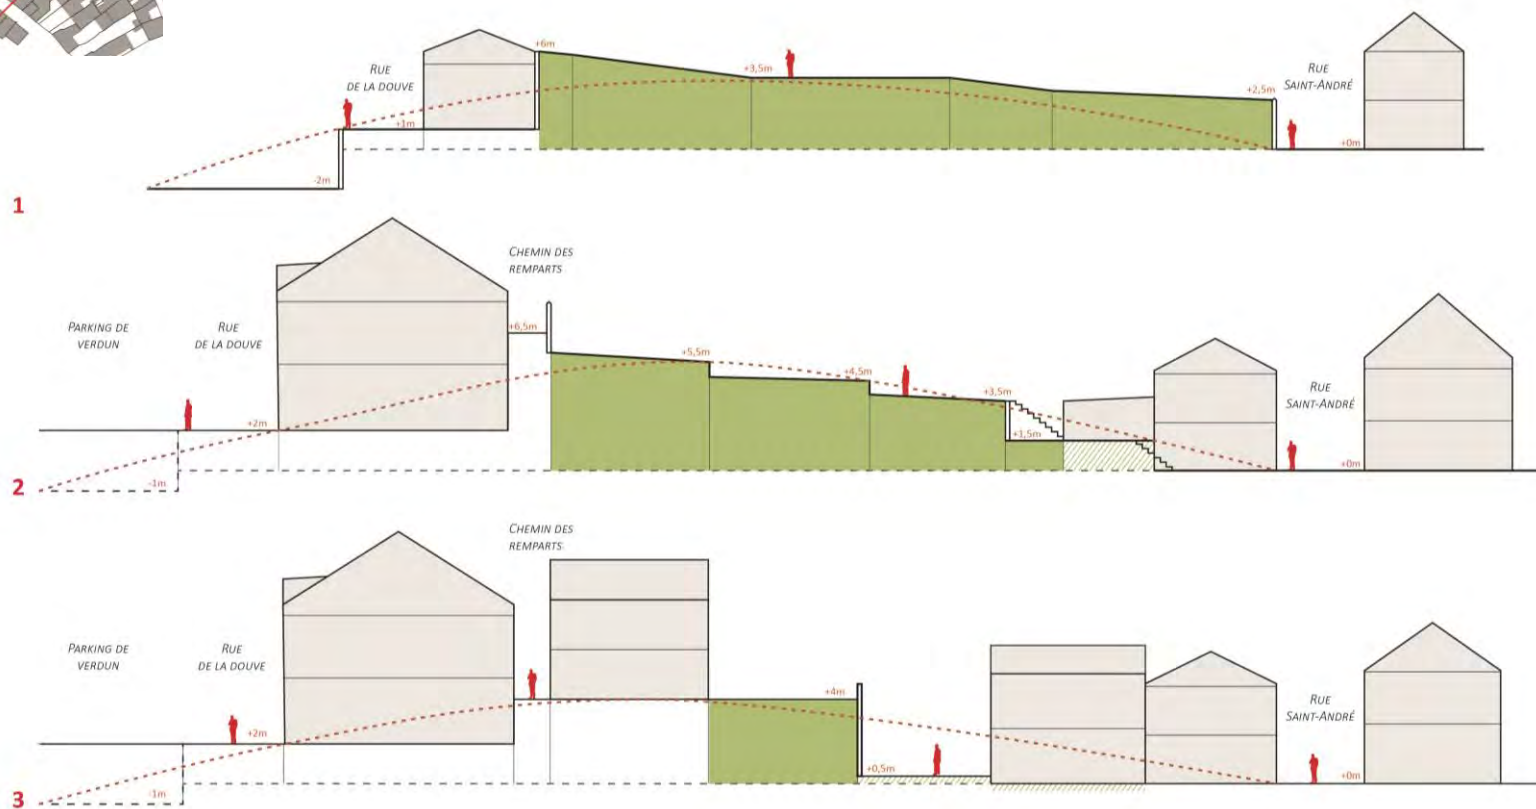 +6m
RUE
DE LA DOUVE
+3,5m
RUE
SAINT-ANDRÉ
+2,5m
+1m
+0m
-2m
1
CHEMIN DES
REMPARTS
PARKING DE
VERDUN
RUE
DE LA DOUVE
+6,5m
+5,5m
+4,5m
+3,5m
RUE
SAINT-ANDRÉ
+2m
+1,5m
+0m
-1m
2
CHEMIN DES
REMPARTS
PARKING DE
VERDUN
RUE
DE LA DOUVE
+4m
RUE
SAINT-ANDRÉ
+2m
+0,5m
+0m
-1m
3